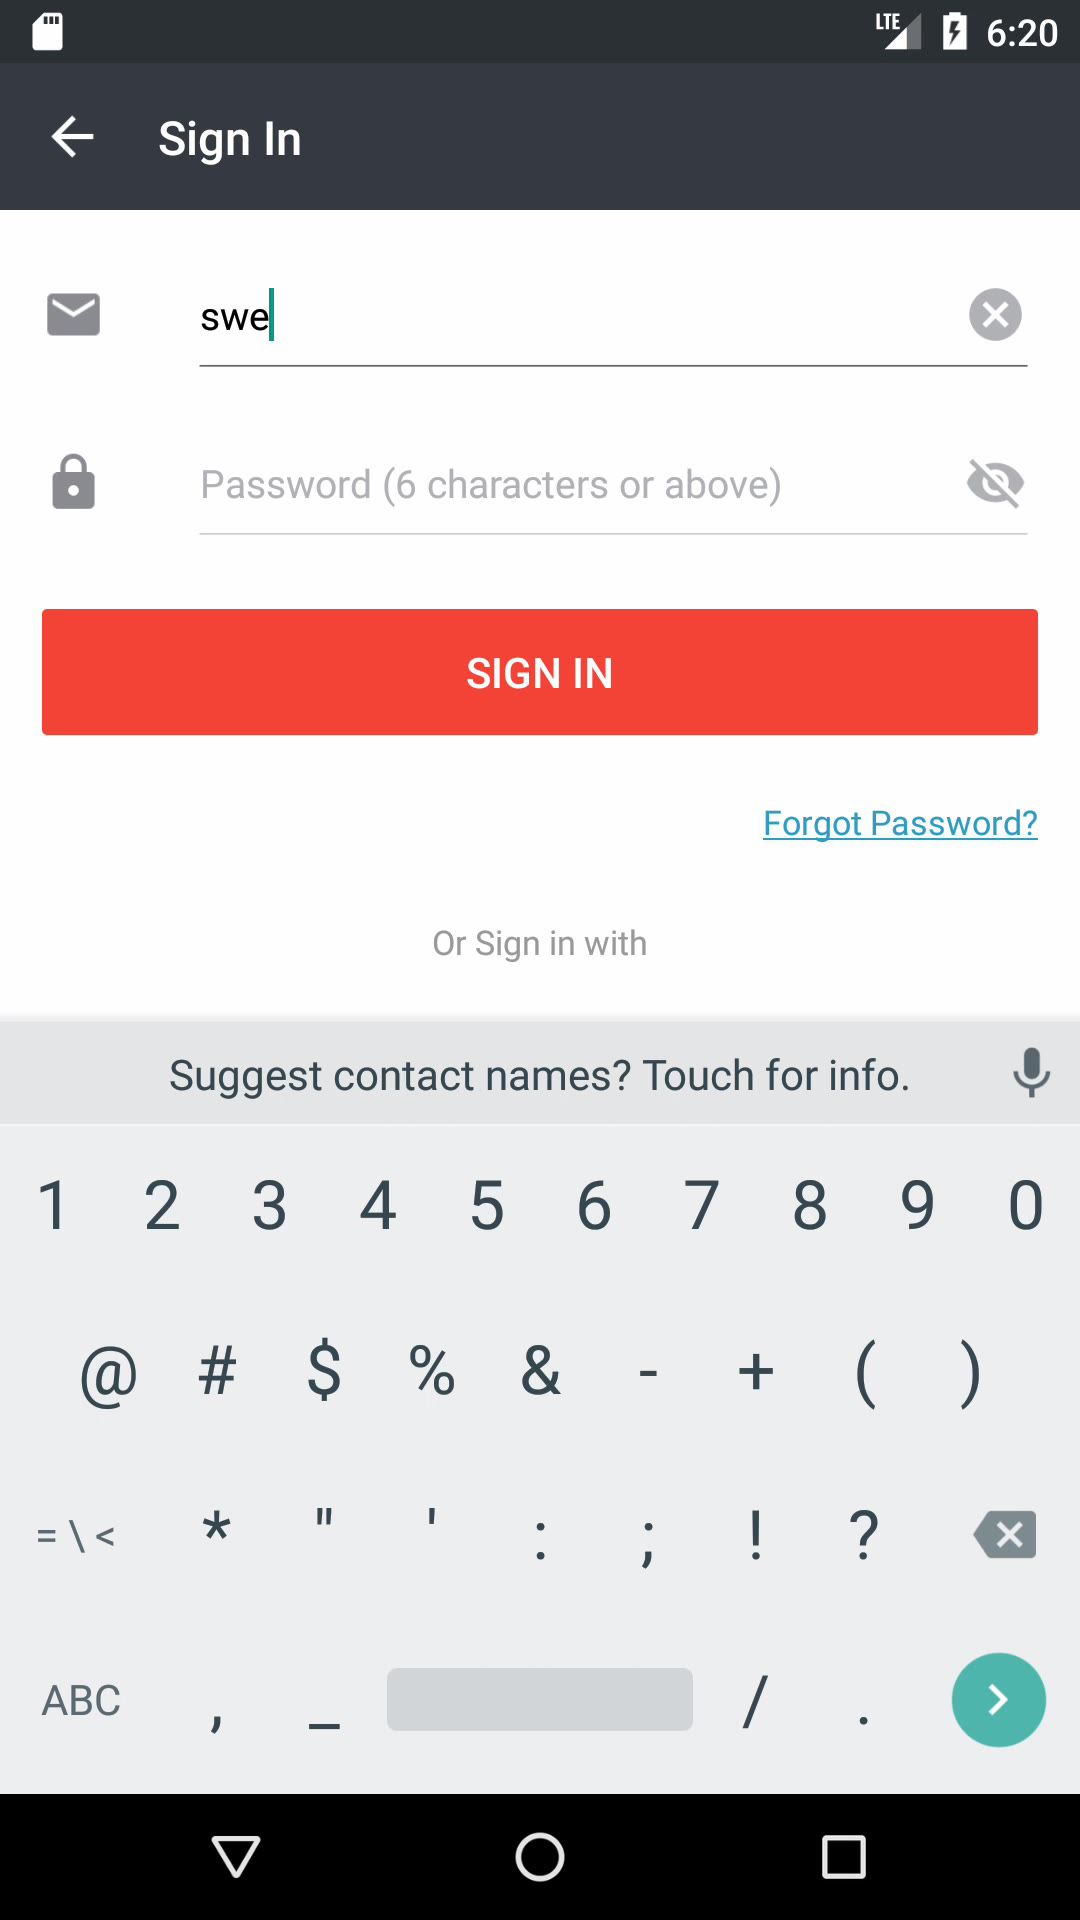 LTE 6:20
Sign In
swe
Password (6 characters or above)
SIGN IN
Forgot Password?
Or Sign in with
Suggest contact names? Touch for info.
1 2 3 4 5 6 7 8 9 0
@ # $ % & - + ( )
= \ < * " ' : ; ! ?
ABC , _ / .